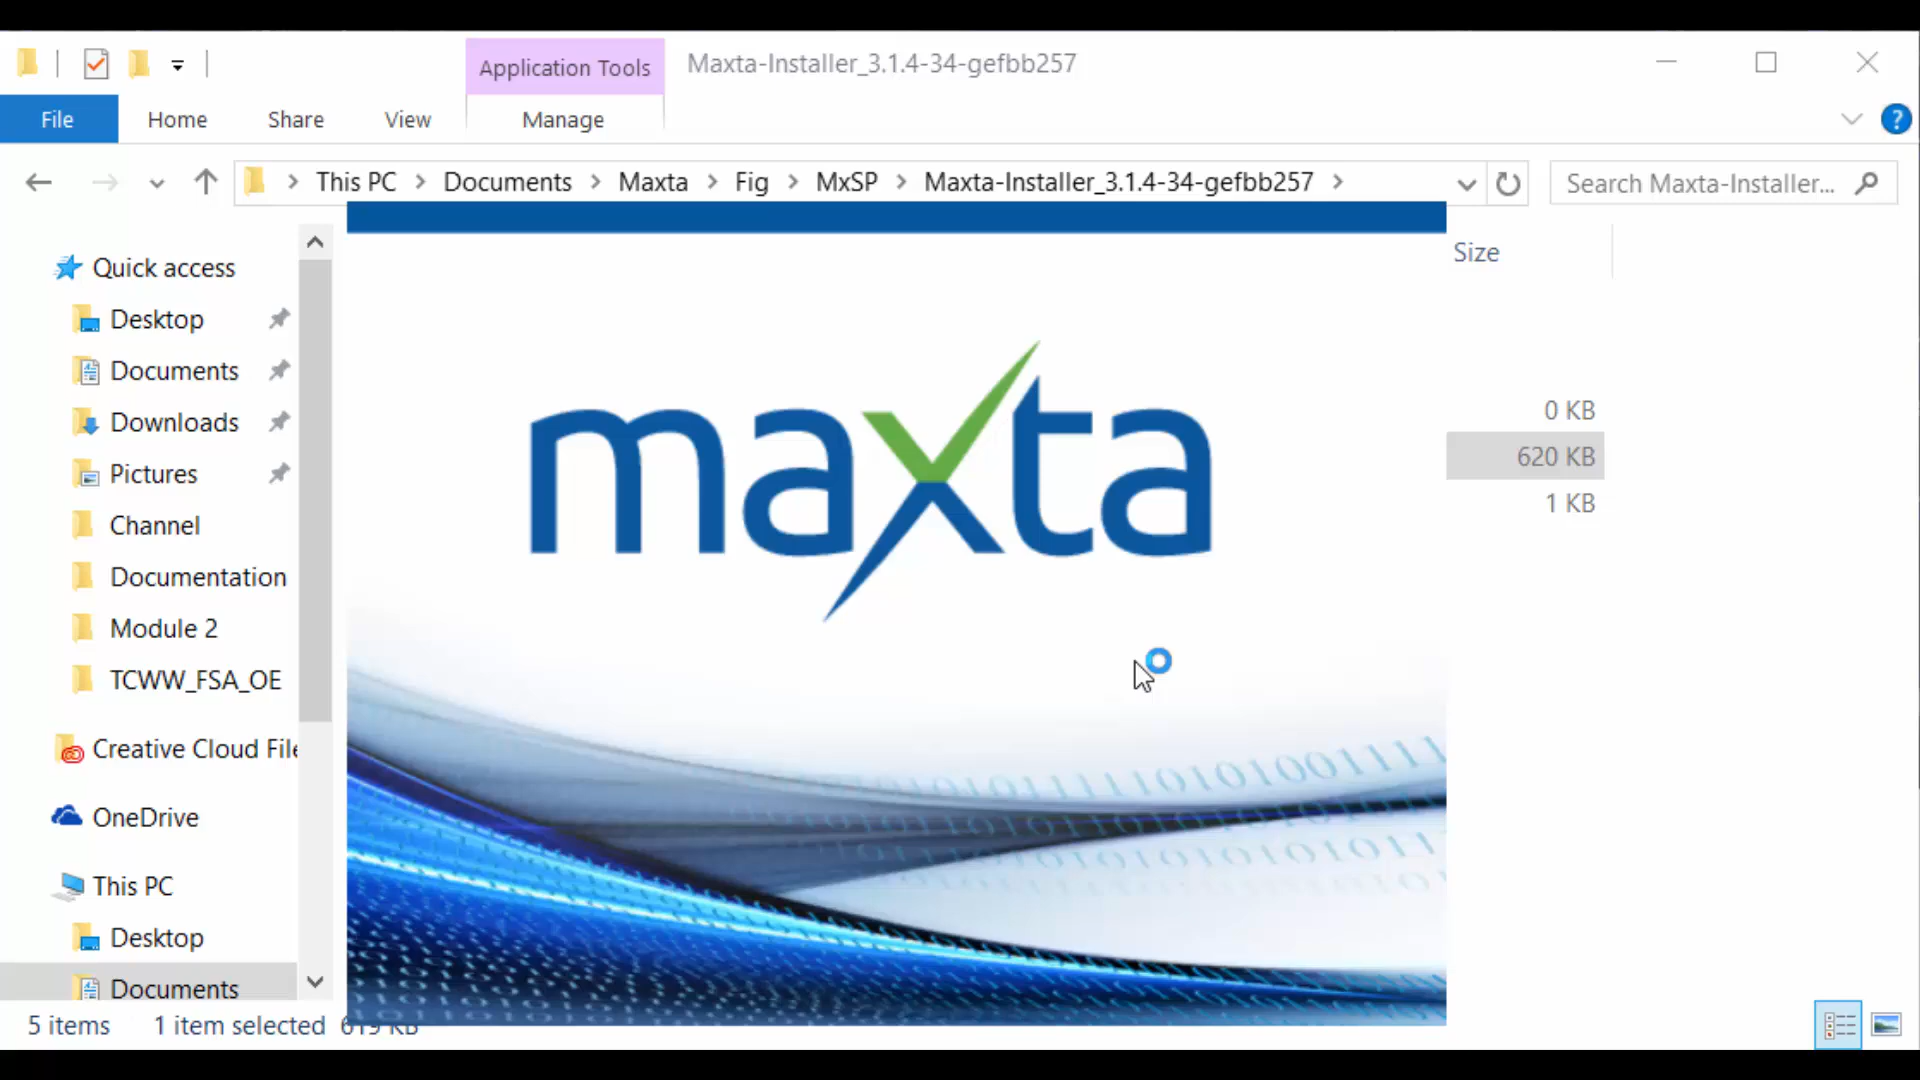 Application Tools
Maxta-Installer_3.1.4-34-gefbb257
File
Home
Share
View
Manage
?
This PC
Documents
Maxta
Fig
MxSP
Maxta-Installer_3.1.4-34-gefbb257
Search Maxta-Installer...
Size
Quick access
Desktop
Documents
Downloads
Pictures
Channel
Documentation
Module 2
TCWW_FSA_OE
Creative Cloud File
OneDrive
This PC
Desktop
Documents
maxta
0 KB
620 KB
1 KB
5 items
1 item selected 619 KB